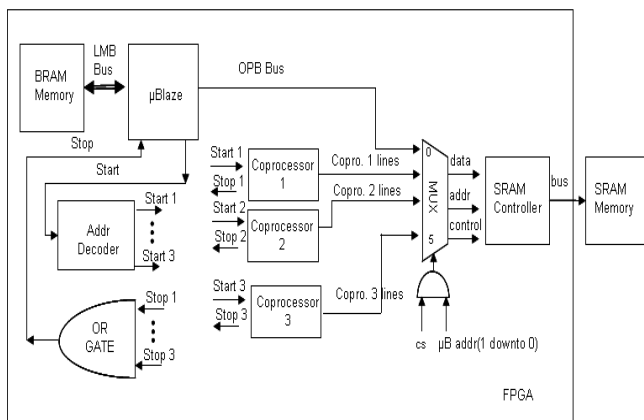 LMB
Bus
BRAM
Memory
µBlaze
OPB Bus
Stop
Start
Start 1
Addr
Decoder
Start 3
Stop 1
OR
GATE
Stop 3
Start 1
Stop 1
Coprocessor
1
Copro. 1 lines
Start 2
Stop 2
Coprocessor
2
Copro. 2 lines
Start 3
Stop 3
Coprocessor
3
Copro. 3 lines
0
MUX
5
data
addr
control
SRAM
Controller
bus
SRAM
Memory
cs
µB addr(1 downto 0)
FPGA